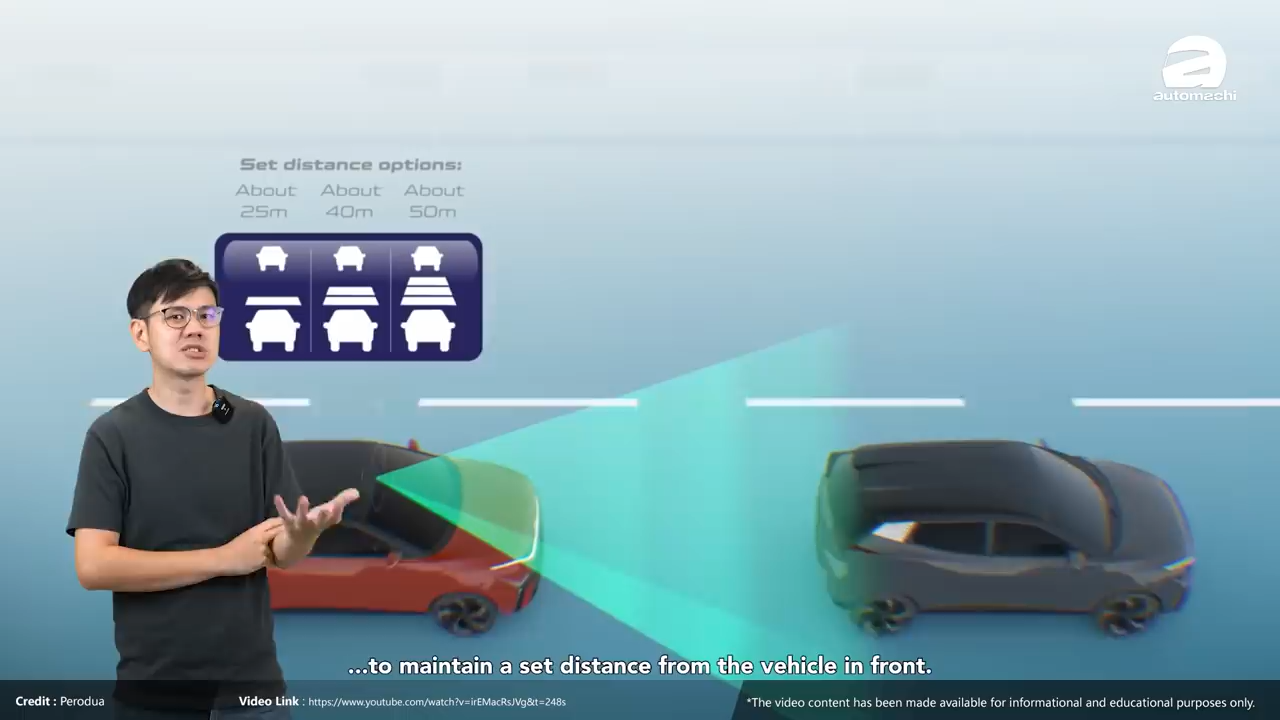 automachi
Set distance options:
About About About
25m 40m 50m
...to maintain a set distance from the vehicle in front.
Credit : Perodua
Video Link : https://www.youtube.com/watch?v=irEMacRsJVg&t=248s
*The video content has been made available for informational and educational purposes only.